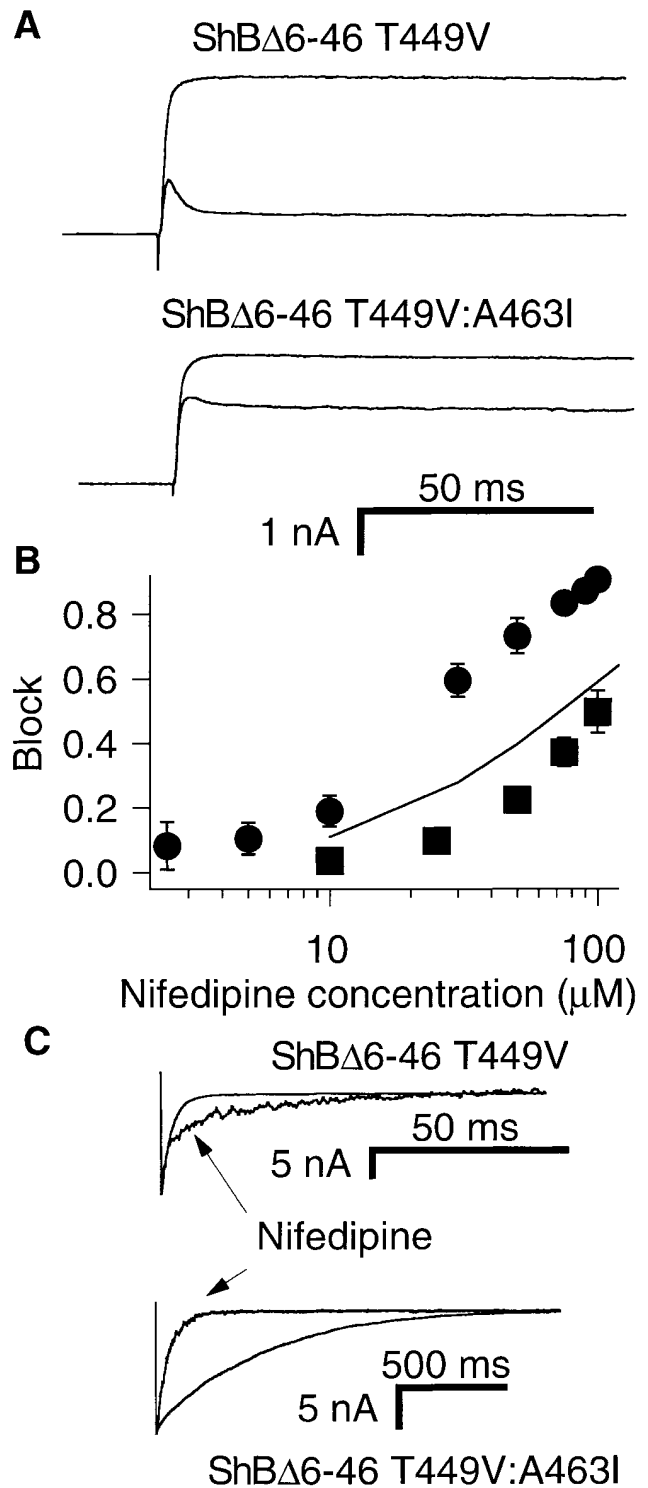 A
ShBΔ6-46 T449V
ShBΔ6-46 T449V:A463I
50 ms
1 nA
B
0.8
0.6
0.4
0.2
0.0
Block
10
100
Nifedipine concentration (μM)
C
ShBΔ6-46 T449V
50 ms
5 nA
Nifedipine
500 ms
5 nA
ShBΔ6-46 T449V:A463I